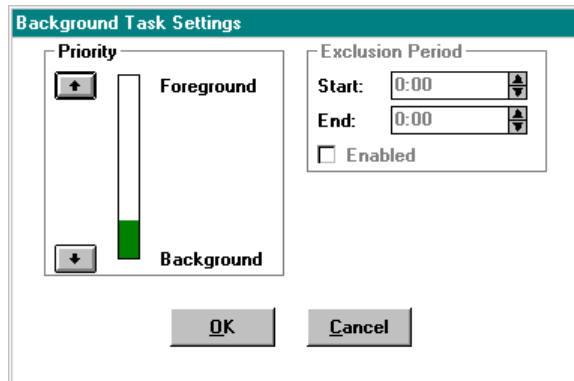 Background Task Settings
Priority
Foreground
Background
Exclusion Period
Start: 0:00
End: 0:00
Enabled
OK Cancel